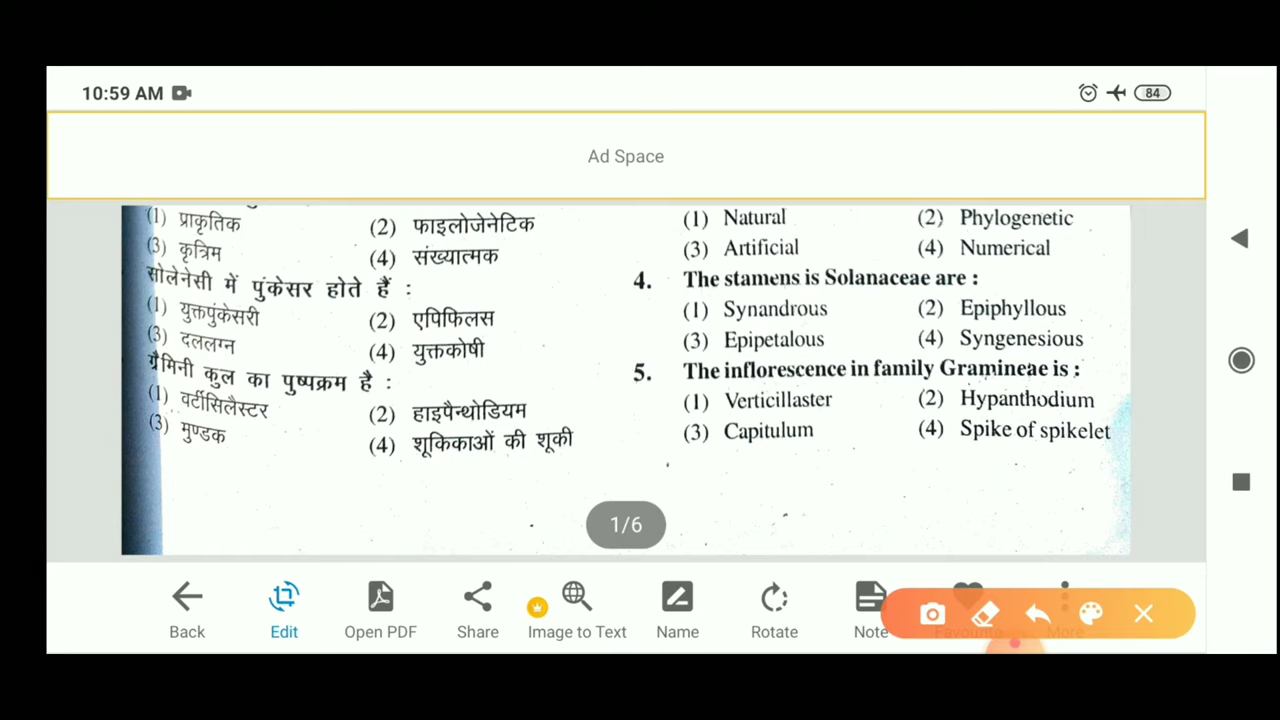 10:59 AM
84
Ad Space
(1) प्राकृतिक (2) फाइलोजेनेटिक
(3) कृत्रिम (4) संख्यात्मक
सोलेनेसी में पुंकेसर होते हैं :
(1) युक्तपुंकेसरी (2) एपिफिलस
(3) दललग्न (4) युक्तकोषी
ग्रैमिनी कुल का पुष्पक्रम है :
(1) वर्टीसिलैस्टर (2) हाइपैन्थोडियम
(3) मुण्डक (4) शूकिकाओं की शूकी
(1) Natural (2) Phylogenetic
(3) Artificial (4) Numerical
4. The stamens is Solanaceae are :
(1) Synandrous (2) Epiphyllous
(3) Epipetalous (4) Syngenesious
5. The inflorescence in family Gramineae is :
(1) Verticillaster (2) Hypanthodium
(3) Capitulum (4) Spike of spikelet
1/6
Back Edit Open PDF Share Image to Text Name Rotate Note Favourite More